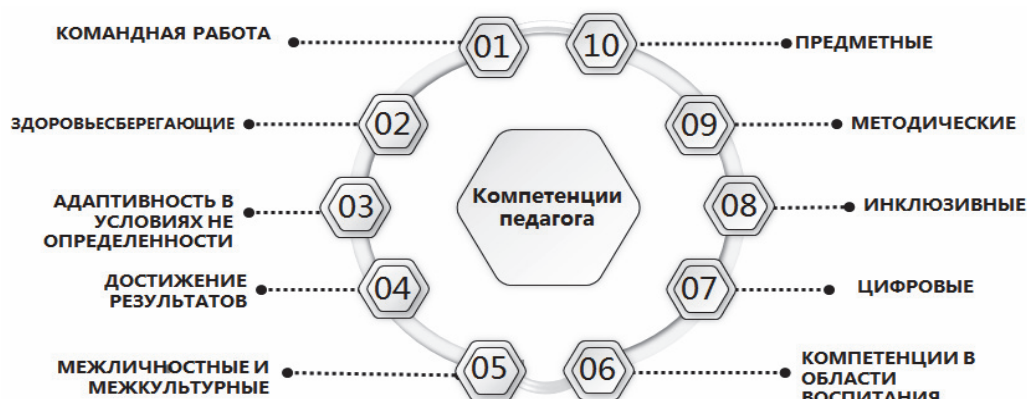 КОМАНДНАЯ РАБОТА
01
10
ПРЕДМЕТНЫЕ
ЗДОРОВЬЕСБЕРЕГАЮЩИЕ
02
09
МЕТОДИЧЕСКИЕ
АДАПТИВНОСТЬ В
УСЛОВИЯХ НЕ
ОПРЕДЕЛЕННОСТИ
03
Компетенции
педагога
08
ИНКЛЮЗИВНЫЕ
ДОСТИЖЕНИЕ
РЕЗУЛЬТАТОВ
04
07
ЦИФРОВЫЕ
МЕЖЛИЧНОСТНЫЕ И
МЕЖКУЛЬТУРНЫЕ
05
06
КОМПЕТЕНЦИИ В
ОБЛАСТИ
ВОСПИТАНИЯ